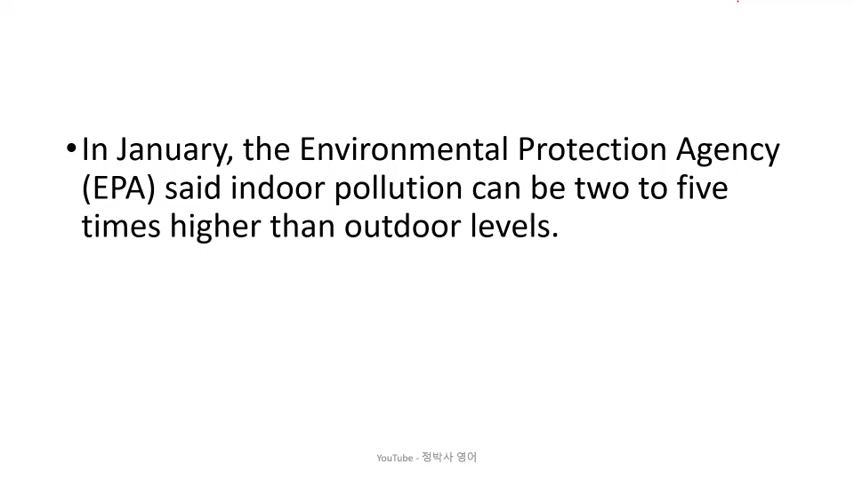 •In January, the Environmental Protection Agency
(EPA) said indoor pollution can be two to five
times higher than outdoor levels.
YouTube - 정박사 영어